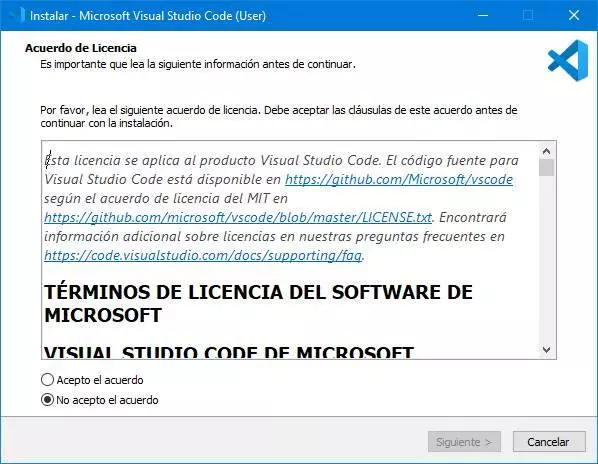 Instalar - Microsoft Visual Studio Code (User)
Acuerdo de Licencia
Es importante que lea la siguiente información antes de continuar.
Por favor, lea el siguiente acuerdo de licencia. Debe aceptar las cláusulas de este acuerdo antes de
continuar con la instalación.
Esta licencia se aplica al producto Visual Studio Code. El código fuente para
Visual Studio Code está disponible en https://github.com/Microsoft/vscode
según el acuerdo de licencia del MIT en
https://github.com/microsoft/vscode/blob/master/LICENSE.txt. Encontrará
información adicional sobre licencias en nuestras preguntas frecuentes en
https://code.visualstudio.com/docs/supporting/faq.
TÉRMINOS DE LICENCIA DEL SOFTWARE DE
MICROSOFT
VISUAL STUDIO CODE DE MICROSOFT
Acepto el acuerdo
No acepto el acuerdo
Siguiente >
Cancelar